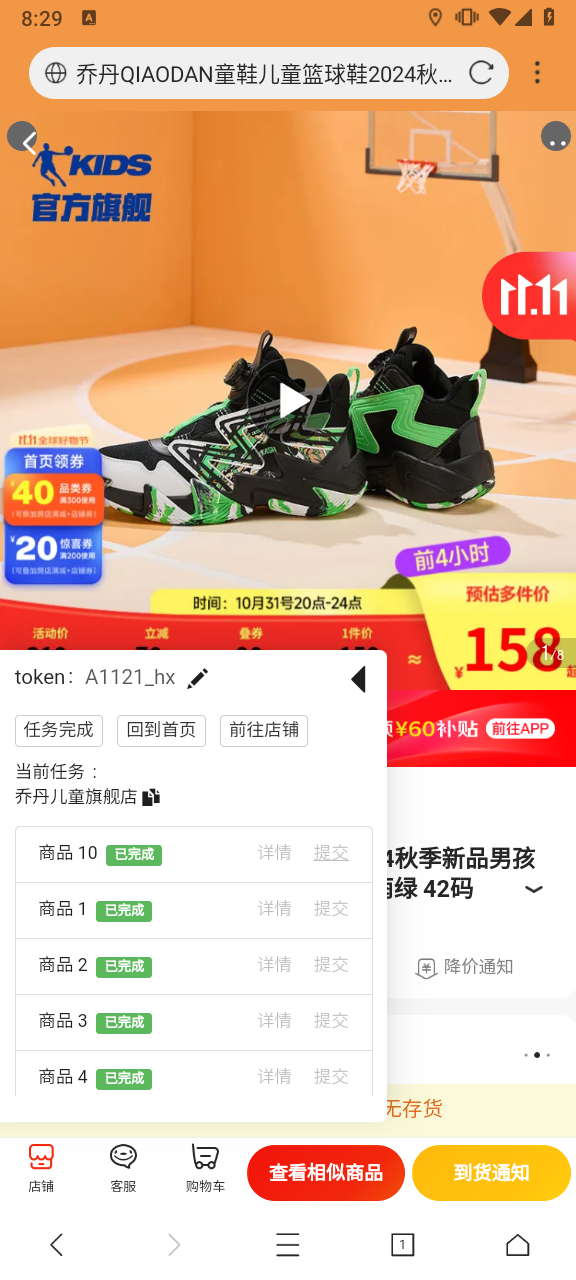 8:29
A
乔丹QIAODAN童鞋儿童篮球鞋2024秋...
KIDS
官方旗舰
11.11
11.11全球好物节
首页领券
¥40 品类券
满300使用
(可叠加跨店满减+店铺券)
¥20 惊喜券
满200使用
(可叠加跨店满减+店铺券)
前4小时
时间：10月31号20点-24点
预估多件价
活动价 立减 叠券 1件价
≈ ¥158起
1/8
¥60补贴 前往APP
token： A1121_hx
任务完成 回到首页 前往店铺
当前任务：
乔丹儿童旗舰店
商品 10 已完成 详情 提交
商品 1 已完成 详情 提交
商品 2 已完成 详情 提交
商品 3 已完成 详情 提交
商品 4 已完成 详情 提交
秋季新品男孩
绿 42码
降价通知
无存货
店铺 客服 购物车 查看相似商品 到货通知
1